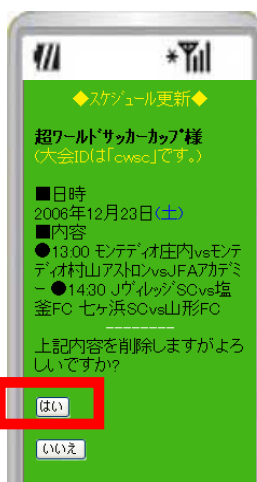 ◆スケジュール更新◆
超ワールドサッカーカップ様
(大会IDは「cwsc」です。)
■日時
2006年12月23日(土)
■内容
●13:00 モンテディオ庄内vsモンテ
ディオ村山アストロンvsJFAアカデミ
ー ●14:30 JヴィレッジSCvs塩
釜FC 七ヶ浜SCvs山形FC
--------
上記内容を削除しますがよろ
しいですか?
はい
いいえ